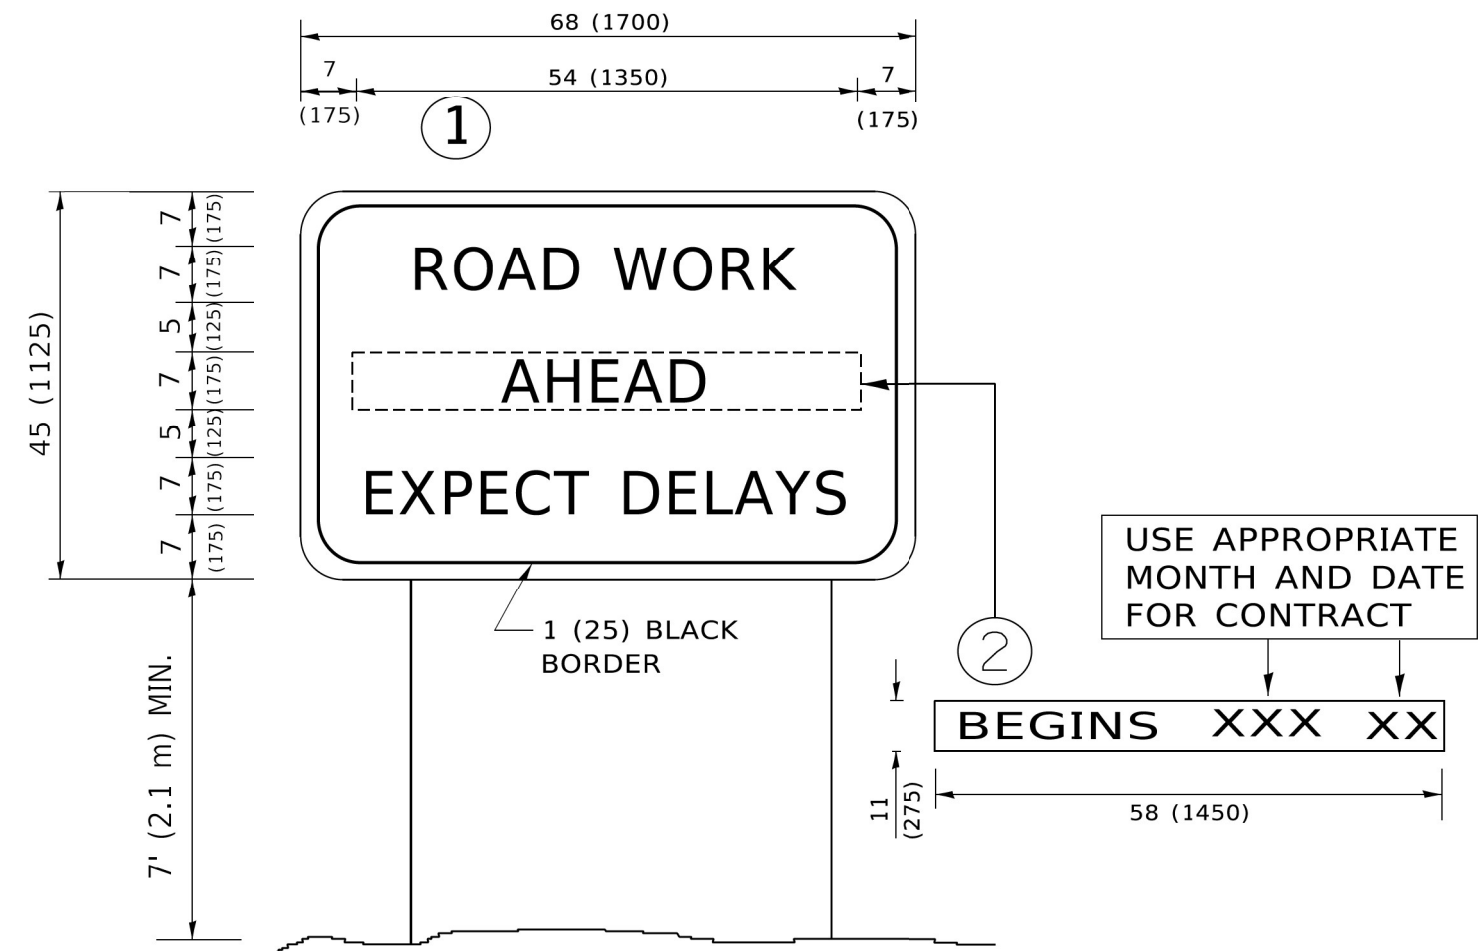 68 (1700)
7
54 (1350)
7
(175)
(175)
1
7
(175)
7
(175)
5
(125)
7
(175)
5
(125)
7
(175)
7
(175)
45 (1125)
ROAD WORK
AHEAD
EXPECT DELAYS
1 (25) BLACK
BORDER
7' (2.1 m) MIN.
USE APPROPRIATE
MONTH AND DATE
FOR CONTRACT
2
BEGINS XXX XX
11
(275)
58 (1450)